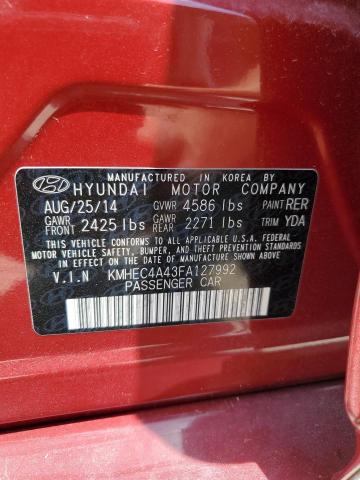 MANUFACTURED IN KOREA BY
HYUNDAI MOTOR COMPANY
AUG/25/14 GVWR 4586 lbs PAINT RER
GAWR FRONT 2425 lbs GAWR REAR 2271 lbs TRIM YDA
THIS VEHICLE CONFORMS TO ALL APPLICABLE U.S.A. FEDERAL
MOTOR VEHICLE SAFETY, BUMPER, AND THEFT PREVENTION STANDARDS
IN EFFECT ON THE DATE OF MANUFACTURE SHOWN ABOVE.
V.I.N KMHEC4A43FA127992
PASSENGER CAR